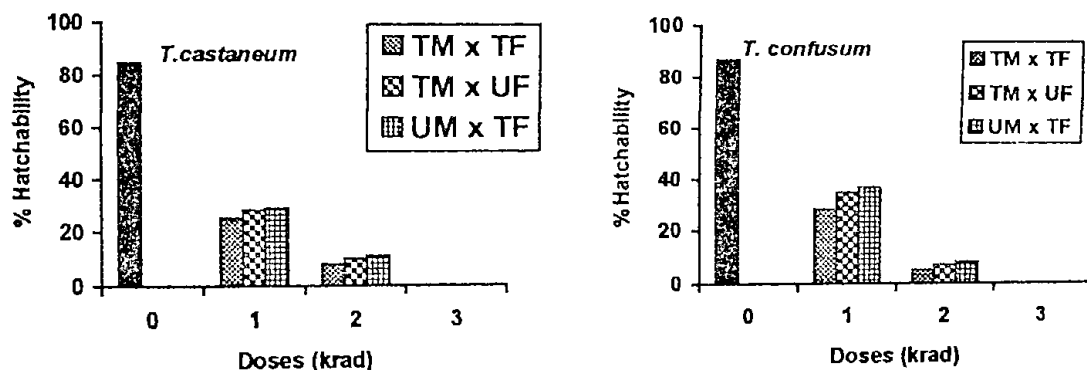 100
80
60
40
20
0
% Hatchability
T.castaneum
TM x TF
TM x UF
UM x TF
0 1 2 3
Doses (krad)
100
80
60
40
20
0
% Hatchability
T. confusum
TM x TF
TM x UF
UM x TF
0 1 2 3
Doses (krad)